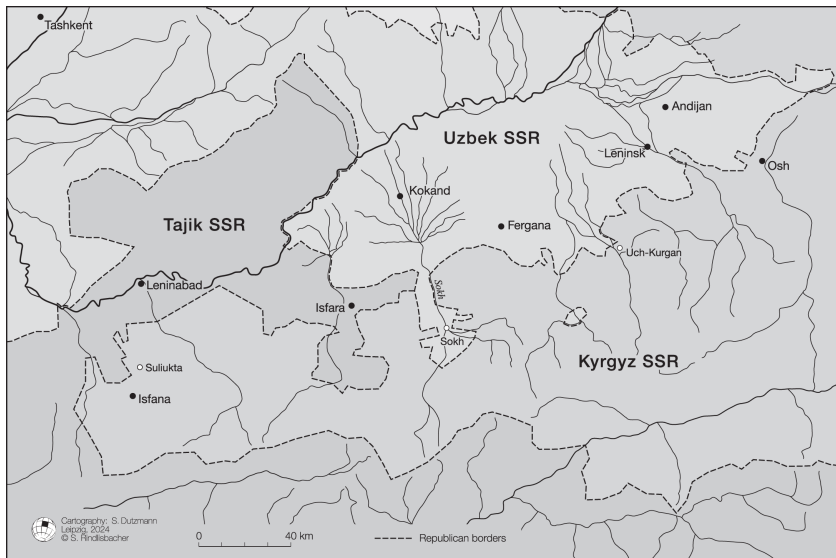 Tashkent
Andijan
Uzbek SSR
Leninsk
Osh
Kokand
Tajik SSR
Fergana
Uch-Kurgan
Leninabad
Sokh
Isfara
Sokh
Kyrgyz SSR
Suliukta
Isfana
Cartography: S. Dutzmann
Leipzig, 2024
© S. Rindlisbacher
0 40 km
Republican borders